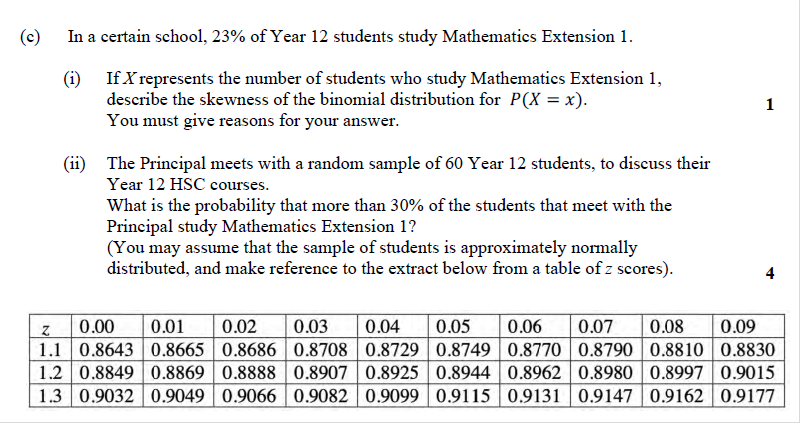 (c) In a certain school, 23% of Year 12 students study Mathematics Extension 1.
(i) If X represents the number of students who study Mathematics Extension 1,
describe the skewness of the binomial distribution for P(X = x).
You must give reasons for your answer.
1
(ii) The Principal meets with a random sample of 60 Year 12 students, to discuss their
Year 12 HSC courses.
What is the probability that more than 30% of the students that meet with the
Principal study Mathematics Extension 1?
(You may assume that the sample of students is approximately normally
distributed, and make reference to the extract below from a table of z scores).
4
z 0.00 0.01 0.02 0.03 0.04 0.05 0.06 0.07 0.08 0.09
1.1 0.8643 0.8665 0.8686 0.8708 0.8729 0.8749 0.8770 0.8790 0.8810 0.8830
1.2 0.8849 0.8869 0.8888 0.8907 0.8925 0.8944 0.8962 0.8980 0.8997 0.9015
1.3 0.9032 0.9049 0.9066 0.9082 0.9099 0.9115 0.9131 0.9147 0.9162 0.9177